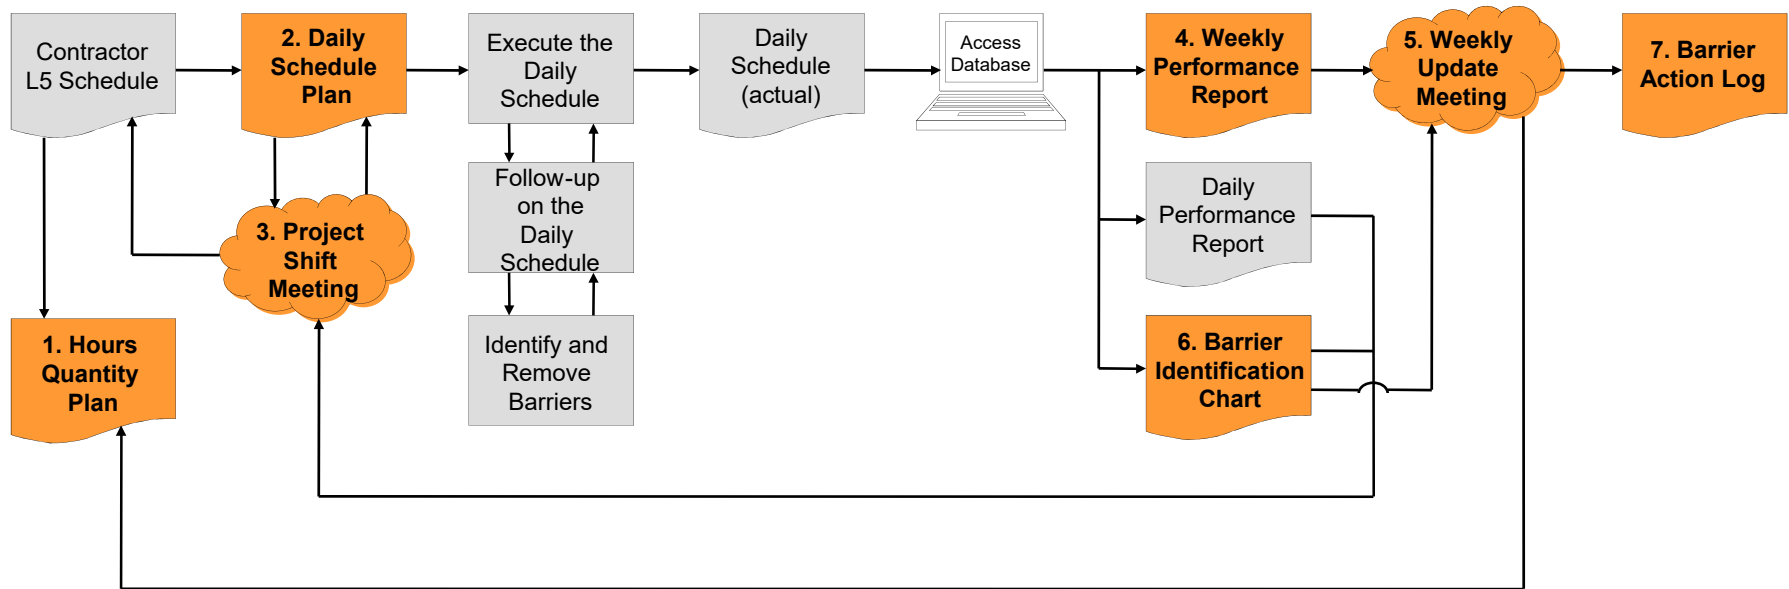 Contractor
L5 Schedule
2. Daily
Schedule
Plan
Execute the
Daily
Schedule
Daily
Schedule
(actual)
Access
Database
4. Weekly
Performance
Report
5. Weekly
Update
Meeting
7. Barrier
Action Log
Follow-up
on the
Daily
Schedule
Daily
Performance
Report
3. Project
Shift
Meeting
1. Hours
Quantity
Plan
Identify and
Remove
Barriers
6. Barrier
Identification
Chart